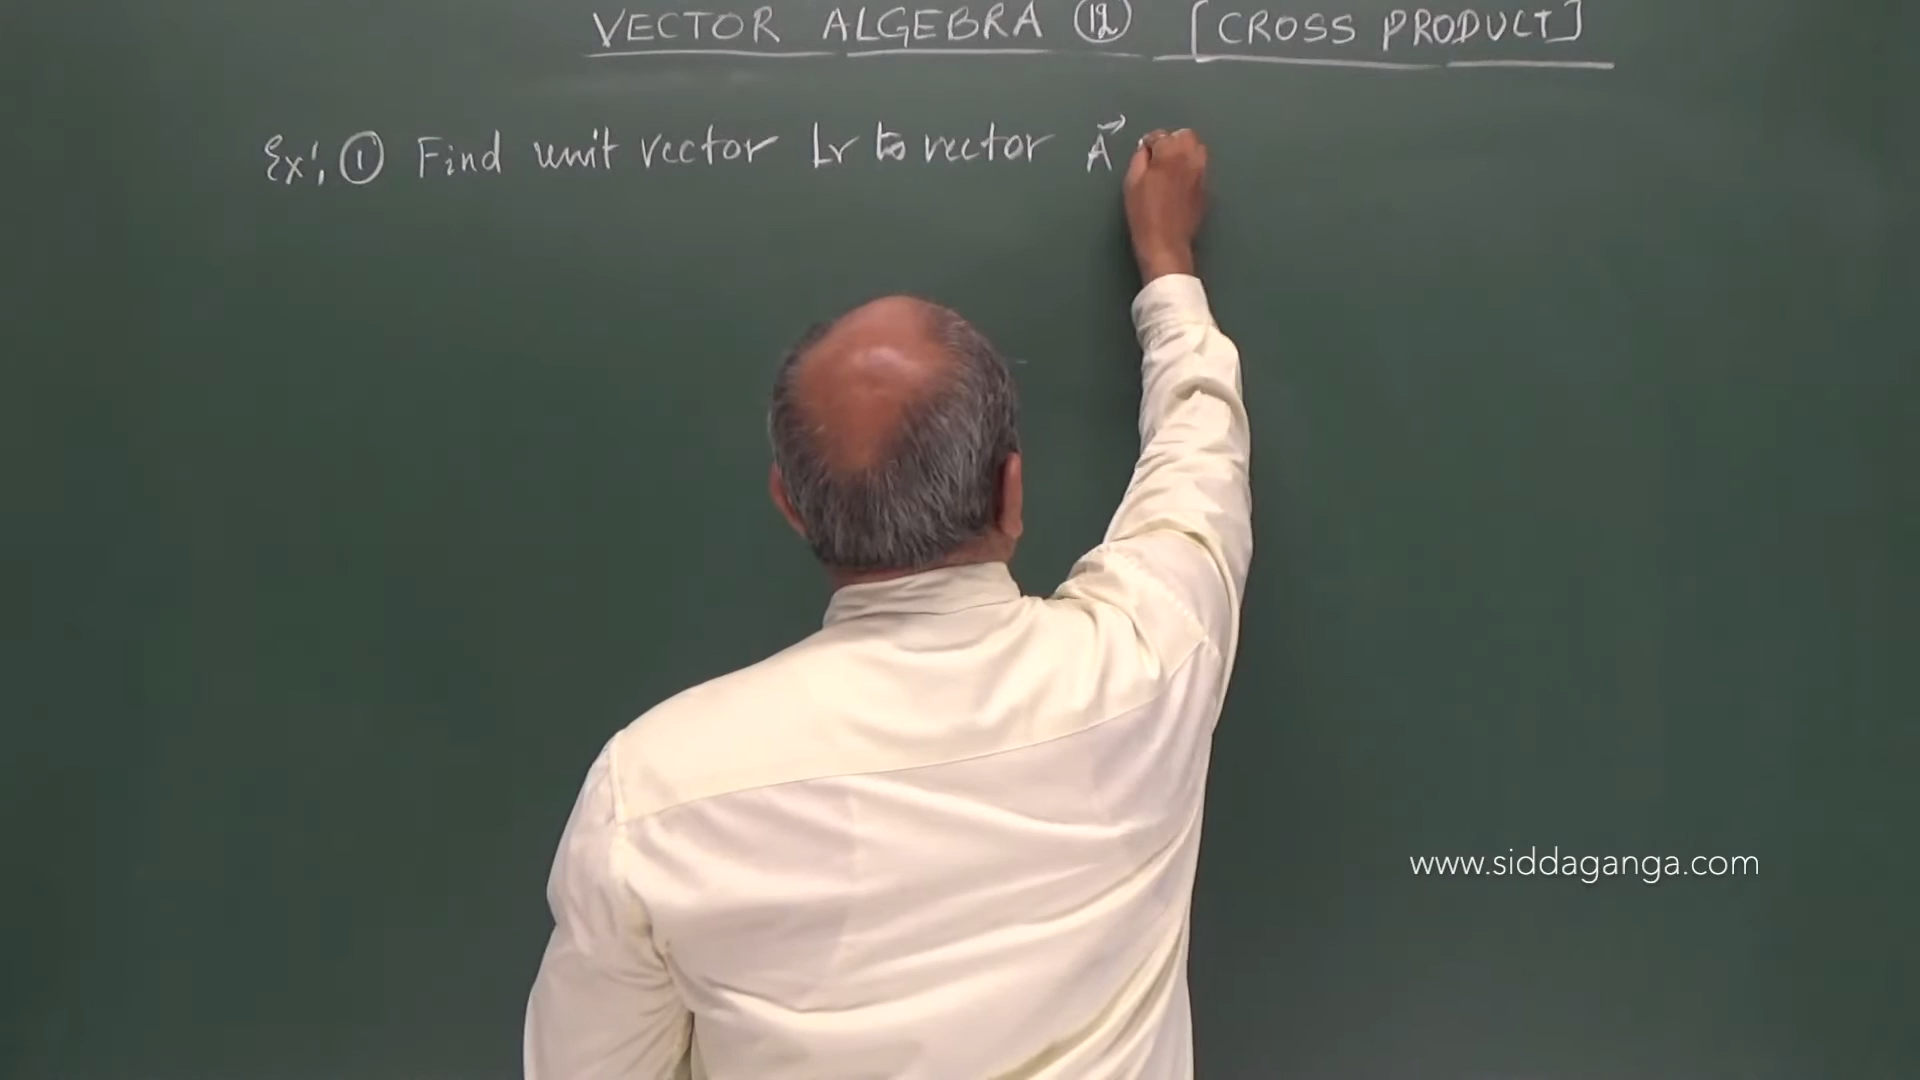 VECTOR ALGEBRA ⑫ [CROSS PRODUCT]
Ex: ① Find unit vector ⊥r to vector A⃗
www.siddaganga.com